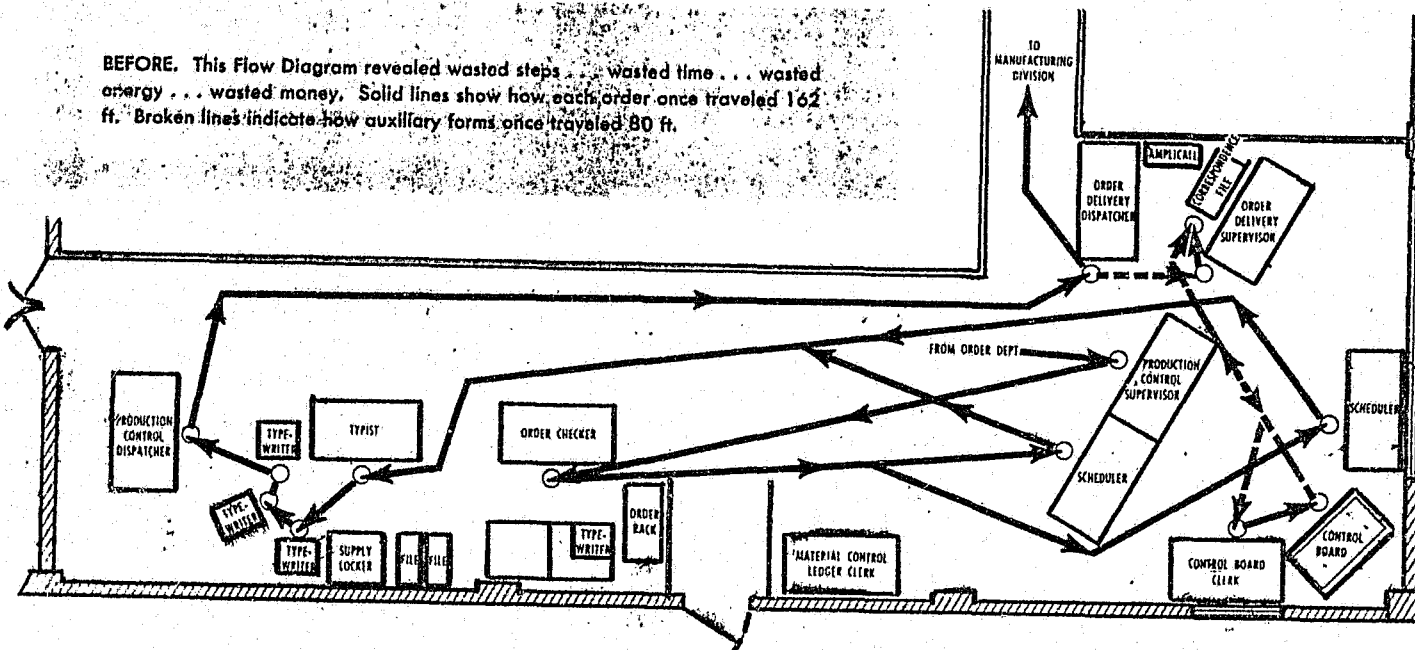 BEFORE. This Flow Diagram revealed wasted steps . . . wasted time . . . wasted
energy . . . wasted money. Solid lines show how each order once traveled 162
ft. Broken lines indicate how auxiliary forms once traveled 80 ft.
TO
MANUFACTURING
DIVISION
AMPLICALL
CORRESPONDENCE
FILE
ORDER
DELIVERY
DISPATCHER
ORDER
DELIVERY
SUPERVISOR
FROM ORDER DEPT.
PRODUCTION
CONTROL
SUPERVISOR
SCHEDULER
SCHEDULER
PRODUCTION
CONTROL
DISPATCHER
TYPE-
WRITER
TYPIST
ORDER CHECKER
TYPE-
WRITER
TYPE-
WRITER
SUPPLY
LOCKER
FILE
FILE
TYPE-
WRITER
ORDER
RACK
MATERIAL CONTROL
LEDGER CLERK
CONTROL BOARD
CLERK
CONTROL
BOARD